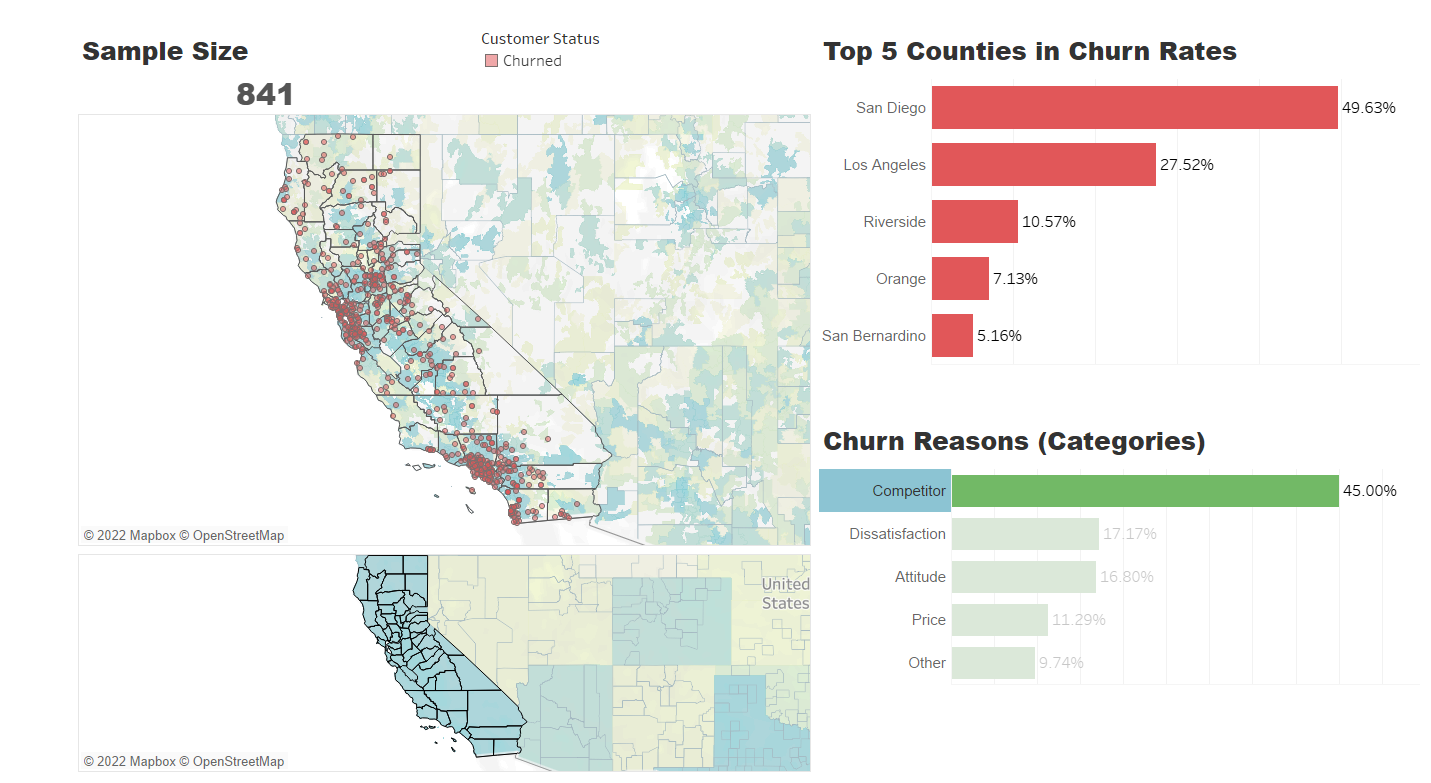 Sample Size
841
Customer Status
Churned
© 2022 Mapbox © OpenStreetMap
United
States
© 2022 Mapbox © OpenStreetMap
Top 5 Counties in Churn Rates
San Diego 49.63%
Los Angeles 27.52%
Riverside 10.57%
Orange 7.13%
San Bernardino 5.16%
Churn Reasons (Categories)
Competitor 45.00%
Dissatisfaction 17.17%
Attitude 16.80%
Price 11.29%
Other 9.74%